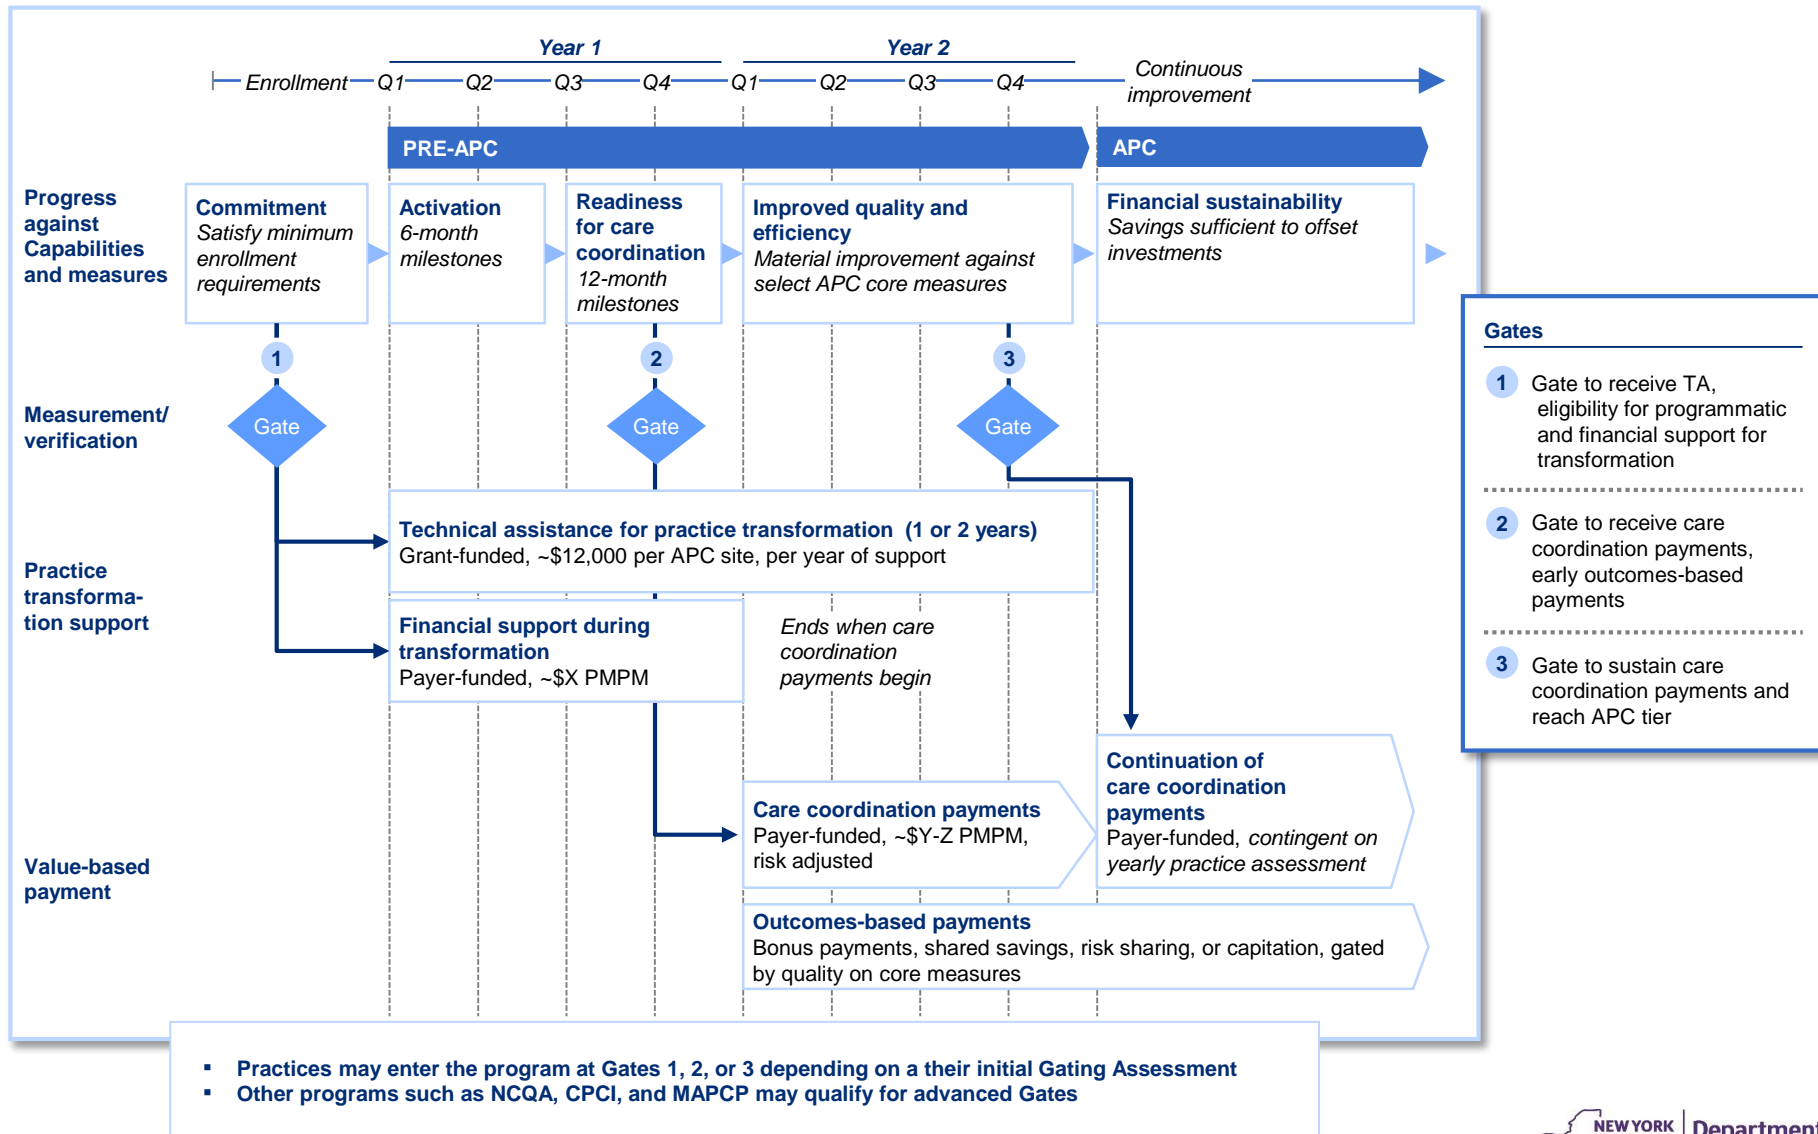 Year 1
Year 2
Enrollment
Q1
Q2
Q3
Q4
Q1
Q2
Q3
Q4
Continuous
improvement
PRE-APC
APC
Progress
against
Capabilities
and measures
Commitment
Satisfy minimum
enrollment
requirements
Activation
6-month
milestones
Readiness
for care
coordination
12-month
milestones
Improved quality and
efficiency
Material improvement against
select APC core measures
Financial sustainability
Savings sufficient to offset
investments
1
2
3
Measurement/
verification
Gate
Gate
Gate
Practice
transforma-
tion support
Technical assistance for practice transformation (1 or 2 years)
Grant-funded, ~$12,000 per APC site, per year of support
Financial support during
transformation
Payer-funded, ~$X PMPM
Ends when care
coordination
payments begin
Value-based
payment
Care coordination payments
Payer-funded, ~$Y-Z PMPM,
risk adjusted
Continuation of
care coordination
payments
Payer-funded, contingent on
yearly practice assessment
Outcomes-based payments
Bonus payments, shared savings, risk sharing, or capitation, gated
by quality on core measures
Gates
1 Gate to receive TA,
eligibility for programmatic
and financial support for
transformation
2 Gate to receive care
coordination payments,
early outcomes-based
payments
3 Gate to sustain care
coordination payments and
reach APC tier
▪ Practices may enter the program at Gates 1, 2, or 3 depending on a their initial Gating Assessment
▪ Other programs such as NCQA, CPCI, and MAPCP may qualify for advanced Gates
NEW YORK
Department